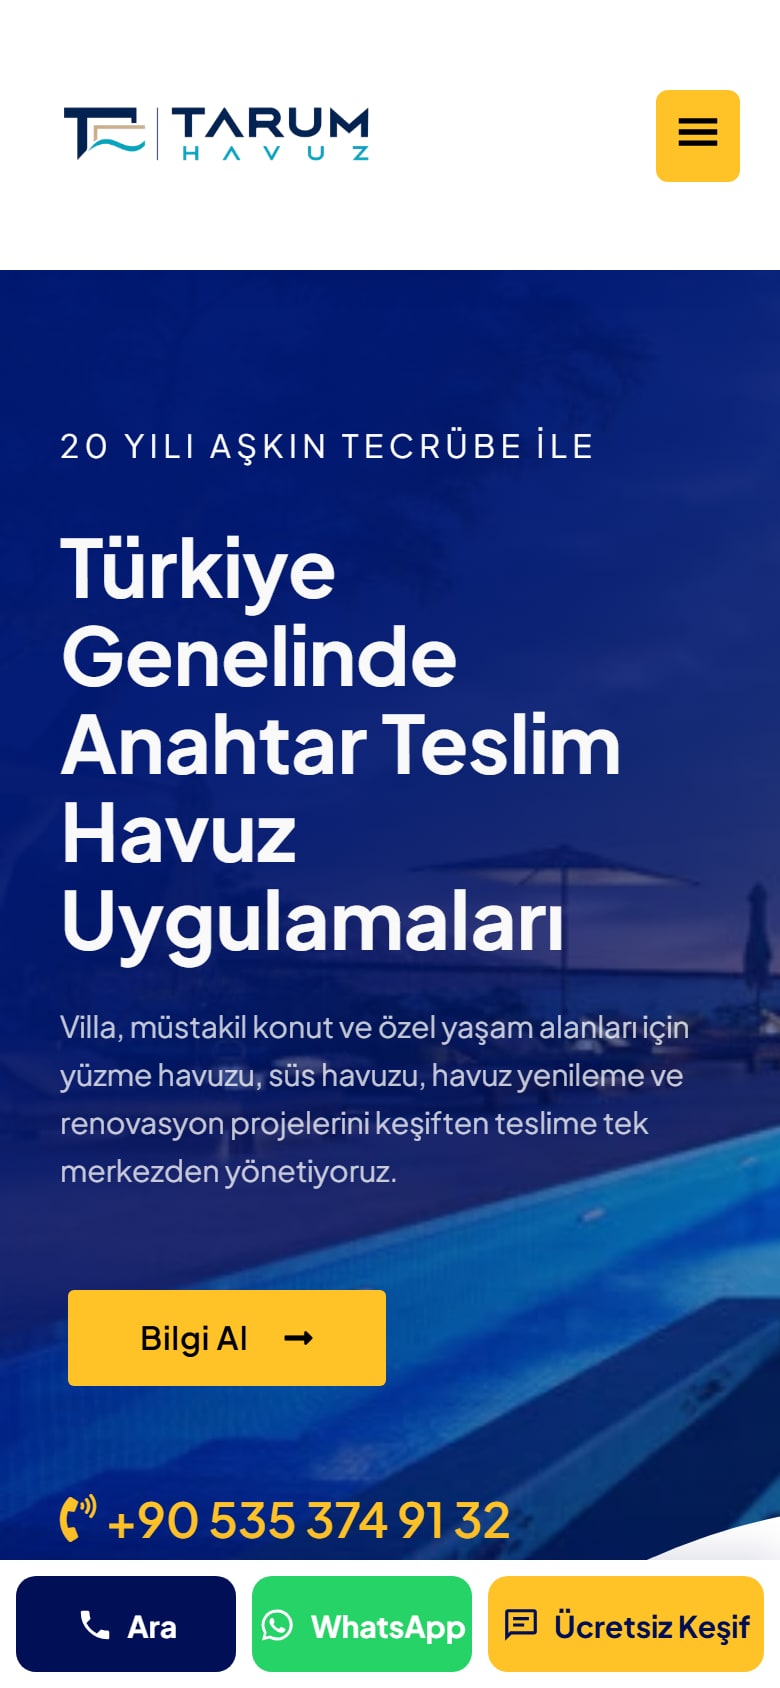 TARUM
HAVUZ
20 YILI AŞKIN TECRÜBE İLE
Türkiye
Genelinde
Anahtar Teslim
Havuz
Uygulamaları
Villa, müstakil konut ve özel yaşam alanları için
yüzme havuzu, süs havuzu, havuz yenileme ve
renovasyon projelerini keşiften teslime tek
merkezden yönetiyoruz.
Bilgi Al
+90 535 374 91 32
Ara
WhatsApp
Ücretsiz Keşif